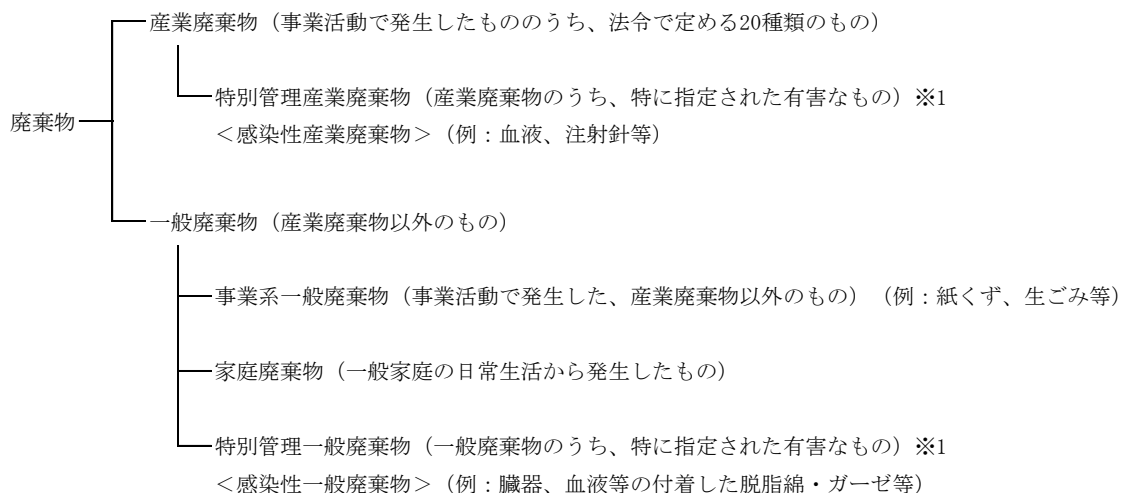 産業廃棄物（事業活動で発生したもののうち、法令で定める20種類のもの）
特別管理産業廃棄物（産業廃棄物のうち、特に指定された有害なもの）※1
＜感染性産業廃棄物＞（例：血液、注射針等）
廃棄物
一般廃棄物（産業廃棄物以外のもの）
事業系一般廃棄物（事業活動で発生した、産業廃棄物以外のもの）（例：紙くず、生ごみ等）
家庭廃棄物（一般家庭の日常生活から発生したもの）
特別管理一般廃棄物（一般廃棄物のうち、特に指定された有害なもの）※1
＜感染性一般廃棄物＞（例：臓器、血液等の付着した脱脂綿・ガーゼ等）